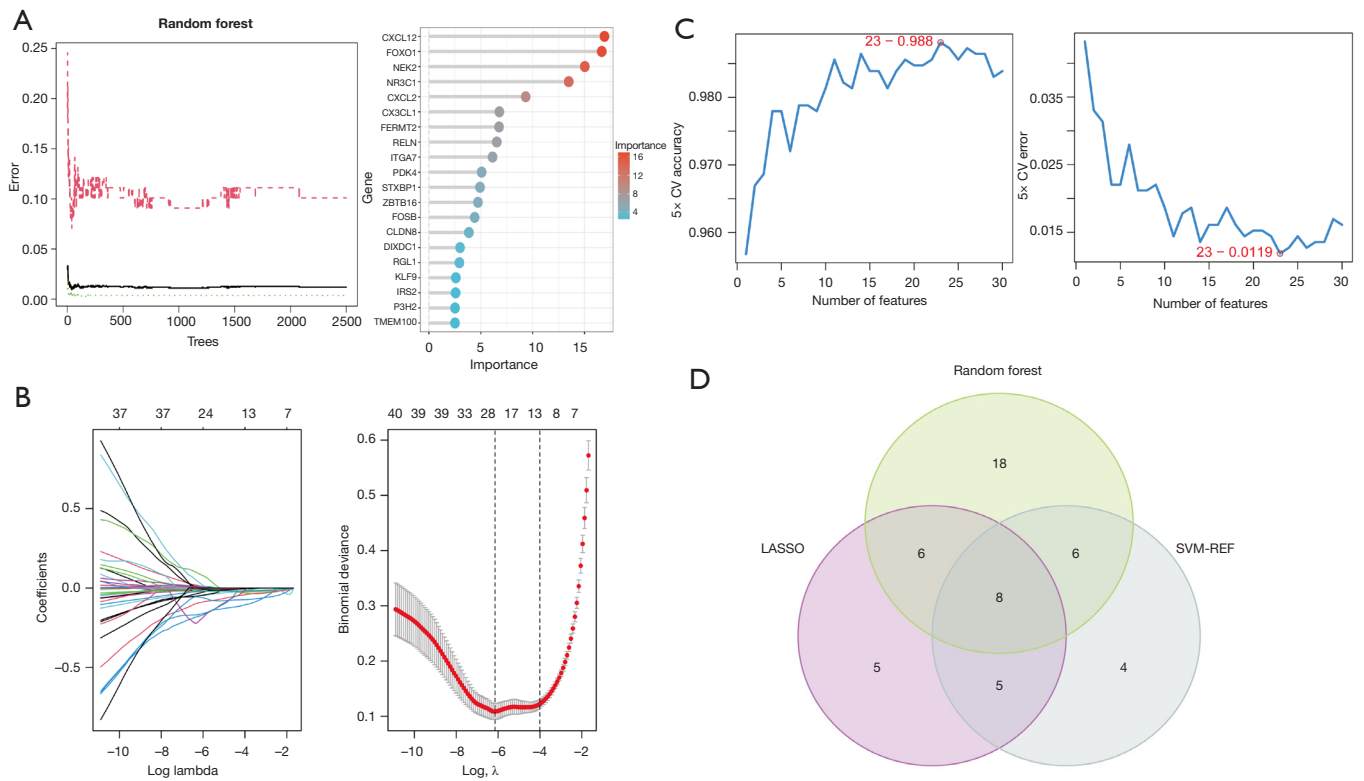 A
Random forest
0.25
0.20
0.15
0.10
0.05
0.00
Error
0 500 1000 1500 2000 2500
Trees
CXCL12
FOXO1
NEK2
NR3C1
CXCL2
CX3CL1
FERMT2
RELN
ITGA7
PDK4
STXBP1
ZBTB16
FOSB
CLDN8
DIXDC1
RGL1
KLF9
IRS2
P3H2
TMEM100
Gene
0 5 10 15
Importance
Importance
16
12
8
4
B
37 37 24 13 7
0.5
0.0
−0.5
Coefficients
−10 −8 −6 −4 −2
Log lambda
40 39 39 33 28 17 13 8 7
0.6
0.5
0.4
0.3
0.2
0.1
Binomial deviance
−10 −8 −6 −4 −2
Log, λ
C
23 − 0.988
0.980
0.970
0.960
5× CV accuracy
0 5 10 15 20 25 30
Number of features
0.035
0.025
0.015
5× CV error
23 − 0.0119
0 5 10 15 20 25 30
Number of features
D
Random forest
18
LASSO
SVM-REF
6
6
8
5
4
5